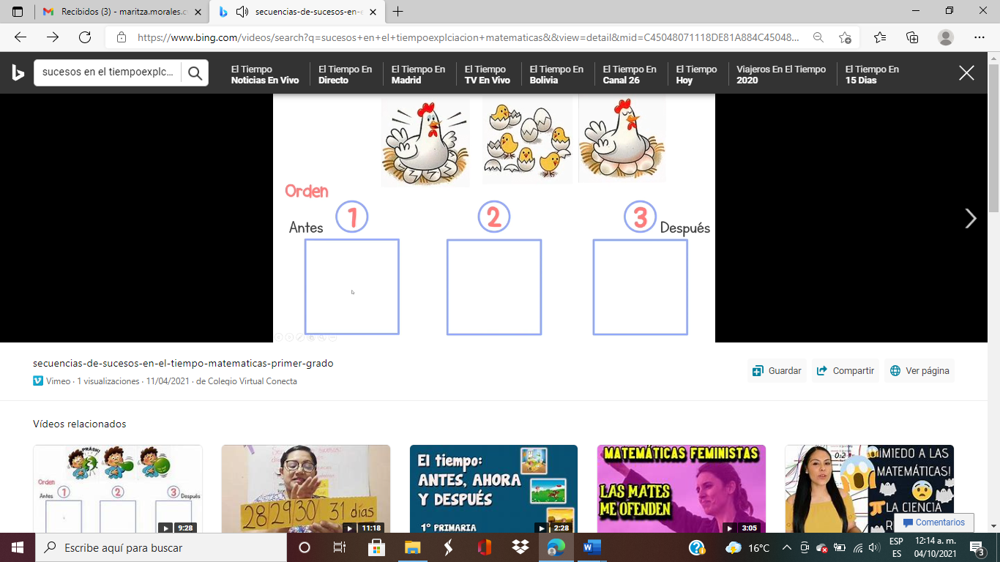 Recibidos (3) - maritza.morales.c
secuencias-de-sucesos-en-e
https://www.bing.com/videos/search?q=sucesos+en+el+tiempoexplciacion+matematicas&&view=detail&mid=C45048071118DE81A884C45048...
sucesos en el tiempoexplc...
El Tiempo
Noticias En Vivo
El Tiempo En
Directo
El Tiempo En
Madrid
El Tiempo
TV En Vivo
El Tiempo En
Bolivia
El Tiempo En
Canal 26
El Tiempo
Hoy
Viajeros En El Tiempo
2020
El Tiempo En
15 Dias
Orden
Antes
1
2
3
Después
secuencias-de-sucesos-en-el-tiempo-matematicas-primer-grado
Vimeo · 1 visualizaciones · 11/04/2021 · de Colegio Virtual Conecta
Guardar
Compartir
Ver página
Vídeos relacionados
¡PRÁSK!
Orden
Antes
1
2
3
Después
9:28
28 29 30 31 días
11:18
El tiempo:
ANTES, AHORA
Y DESPUÉS
1º PRIMARIA
2:28
MATEMÁTICAS FEMINISTAS
LAS MATES
ME OFENDEN
3:05
MIEDO A LAS
MATEMÁTICAS!
LA CIENCIA
Comentarios
Escribe aquí para buscar
16°C
ESP
ES
12:14 a. m.
04/10/2021
3